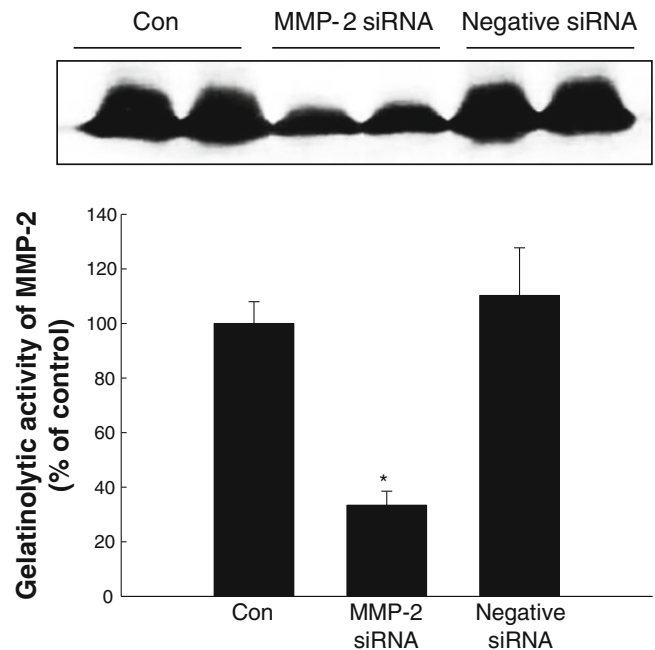 Con MMP-2 siRNA Negative siRNA
Gelatinolytic activity of MMP-2
(% of control)
140
120
100
80
60
40
20
0
*
Con MMP-2 Negative
siRNA siRNA